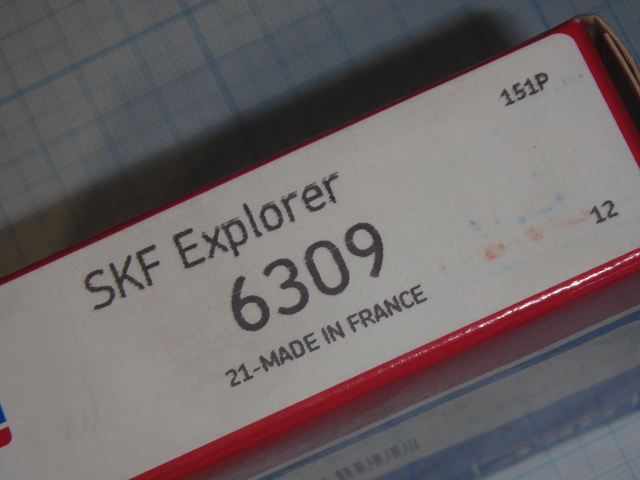 151P
SKF Explorer
6309
12
21-MADE IN FRANCE